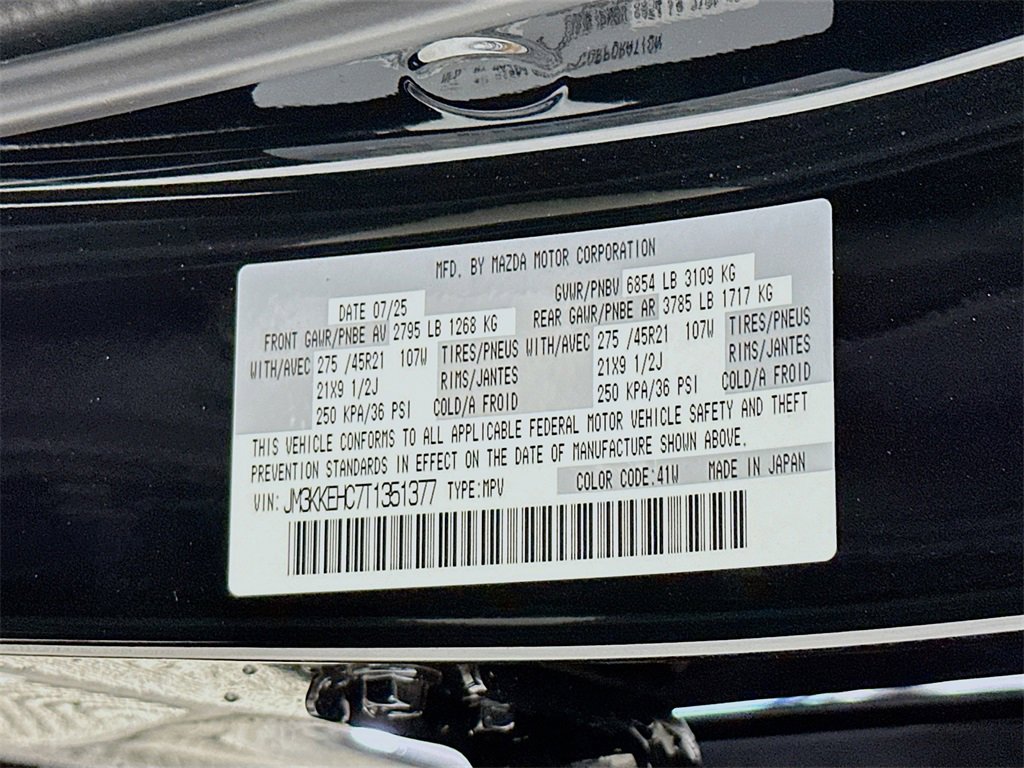 MFD. BY MAZDA MOTOR CORPORATION
DATE 07/25 GVWR/PNBV 6854 LB 3109 KG
FRONT GAWR/PNBE AV 2795 LB 1268 KG REAR GAWR/PNBE AR 3785 LB 1717 KG
WITH/AVEC 275 /45R21 107W TIRES/PNEUS WITH/AVEC 275 /45R21 107W TIRES/PNEUS
21X9 1/2J RIMS/JANTES 21X9 1/2J RIMS/JANTES
250 KPA/36 PSI COLD/A FROID 250 KPA/36 PSI COLD/A FROID
THIS VEHICLE CONFORMS TO ALL APPLICABLE FEDERAL MOTOR VEHICLE SAFETY AND THEFT
PREVENTION STANDARDS IN EFFECT ON THE DATE OF MANUFACTURE SHOWN ABOVE.
VIN: JM3KKEHC7T1351377 TYPE:MPV COLOR CODE:41W MADE IN JAPAN
CORPORATION